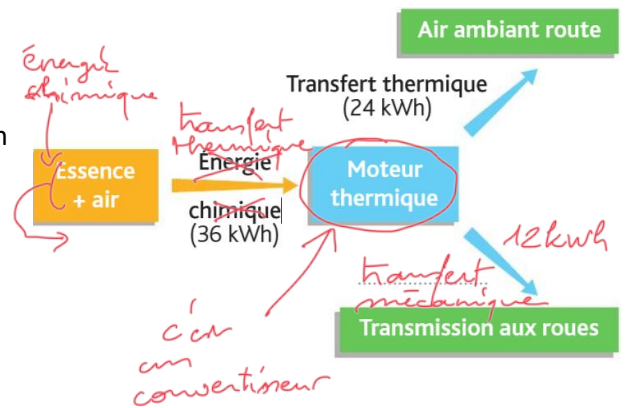 Air ambiant route
Énergie
chimique
Transfert thermique
(24 kWh)
transfert
thermique
Énergie
chimique
(36 kWh)
Essence
+ air
Moteur
thermique
12 kWh
transfert
mécanique
Transmission aux roues
c'est
un
convertisseur